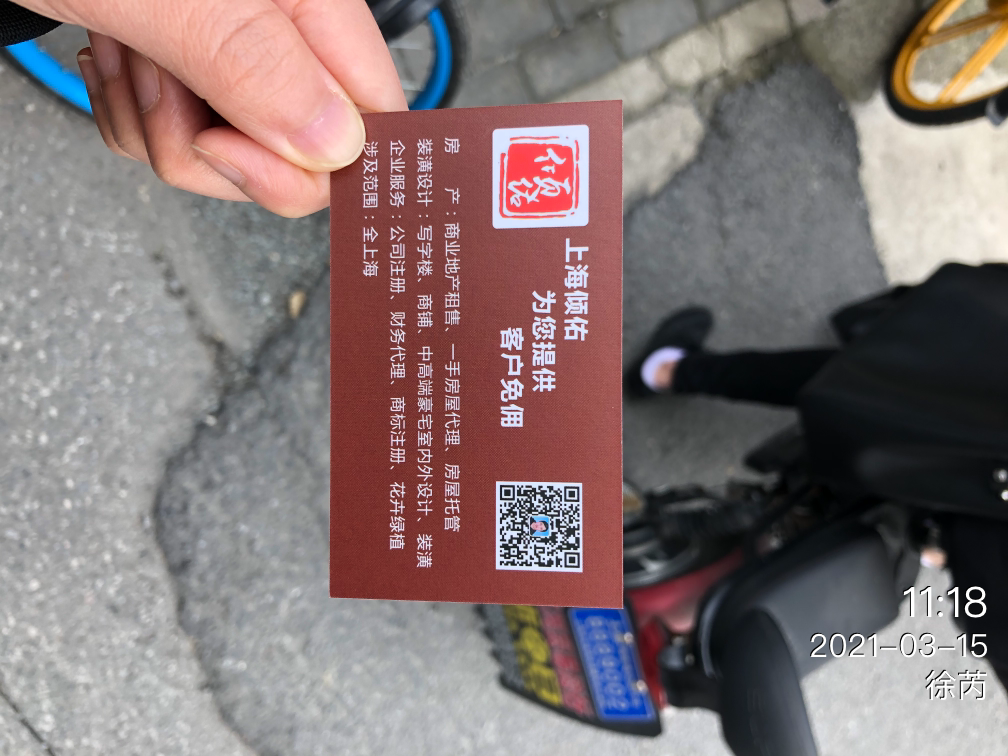 倾佑
上海倾佑
为您提供
客户免佣
房 产：商业地产租售、一手房屋代理、房屋托管
装潢设计：写字楼、商铺、中高端豪宅室内外设计、装潢
企业服务：公司注册、财务代理、商标注册、花卉绿植
涉及范围：全上海
11:18
2021-03-15
徐芮